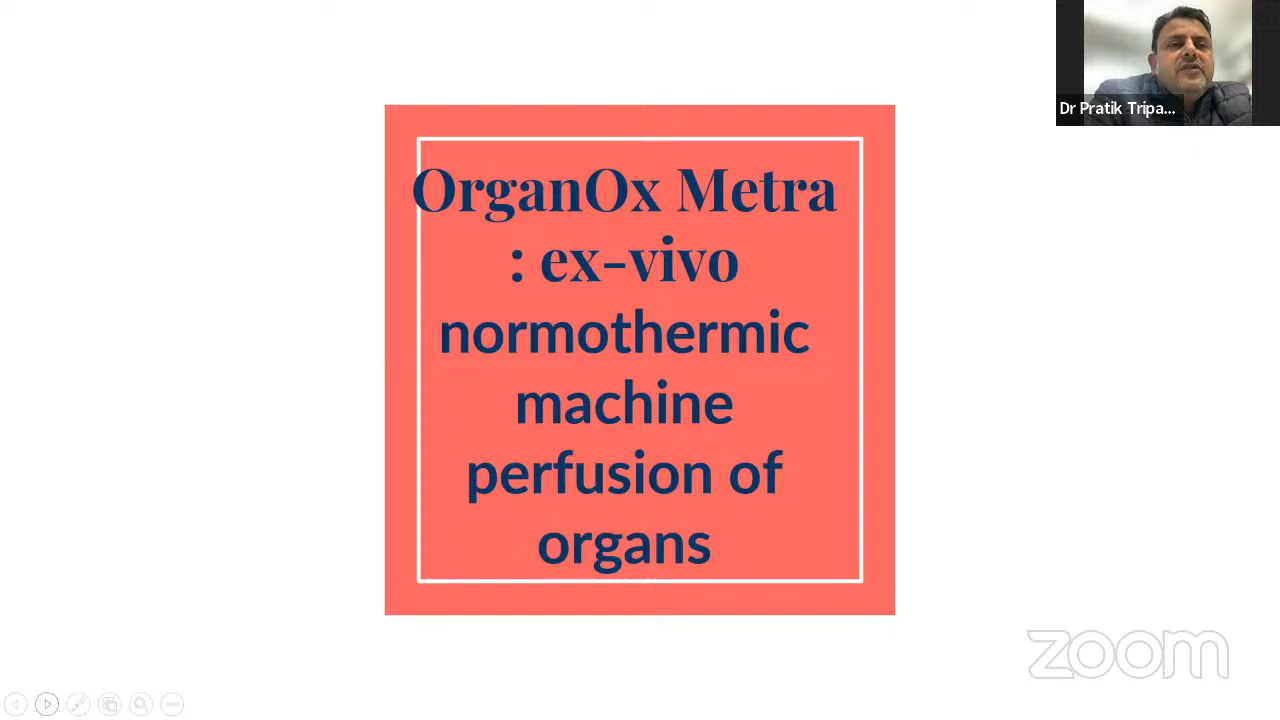 Dr Pratik Tripa...
OrganOx Metra
: ex-vivo
normothermic
machine
perfusion of
organs
zoom